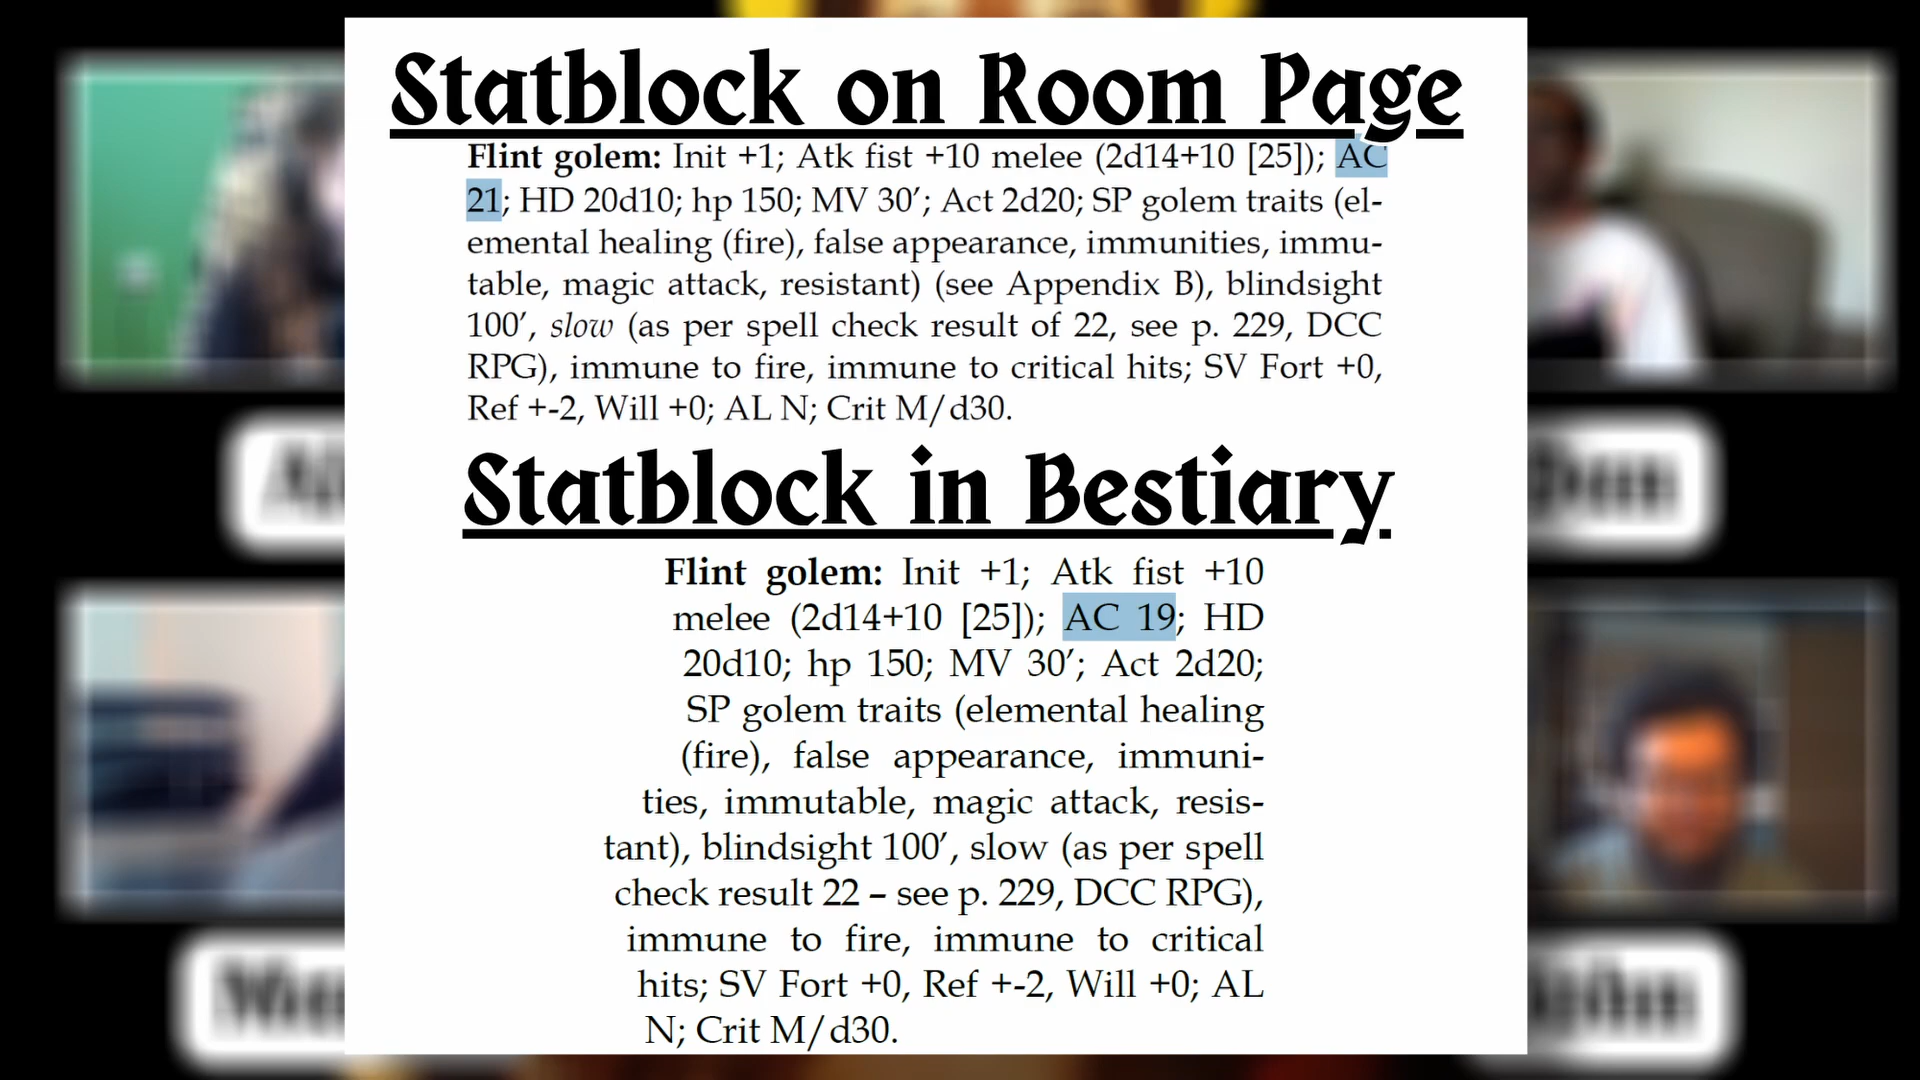 Statblock on Room Page
Flint golem: Init +1; Atk fist +10 melee (2d14+10 [25]); AC
21; HD 20d10; hp 150; MV 30’; Act 2d20; SP golem traits (el-
emental healing (fire), false appearance, immunities, immu-
table, magic attack, resistant) (see Appendix B), blindsight
100’, slow (as per spell check result of 22, see p. 229, DCC
RPG), immune to fire, immune to critical hits; SV Fort +0,
Ref +-2, Will +0; AL N; Crit M/d30.
Statblock in Bestiary
Flint golem: Init +1; Atk fist +10
melee (2d14+10 [25]); AC 19; HD
20d10; hp 150; MV 30’; Act 2d20;
SP golem traits (elemental healing
(fire), false appearance, immuni-
ties, immutable, magic attack, resis-
tant), blindsight 100’, slow (as per spell
check result 22 – see p. 229, DCC RPG),
immune to fire, immune to critical
hits; SV Fort +0, Ref +-2, Will +0; AL
N; Crit M/d30.